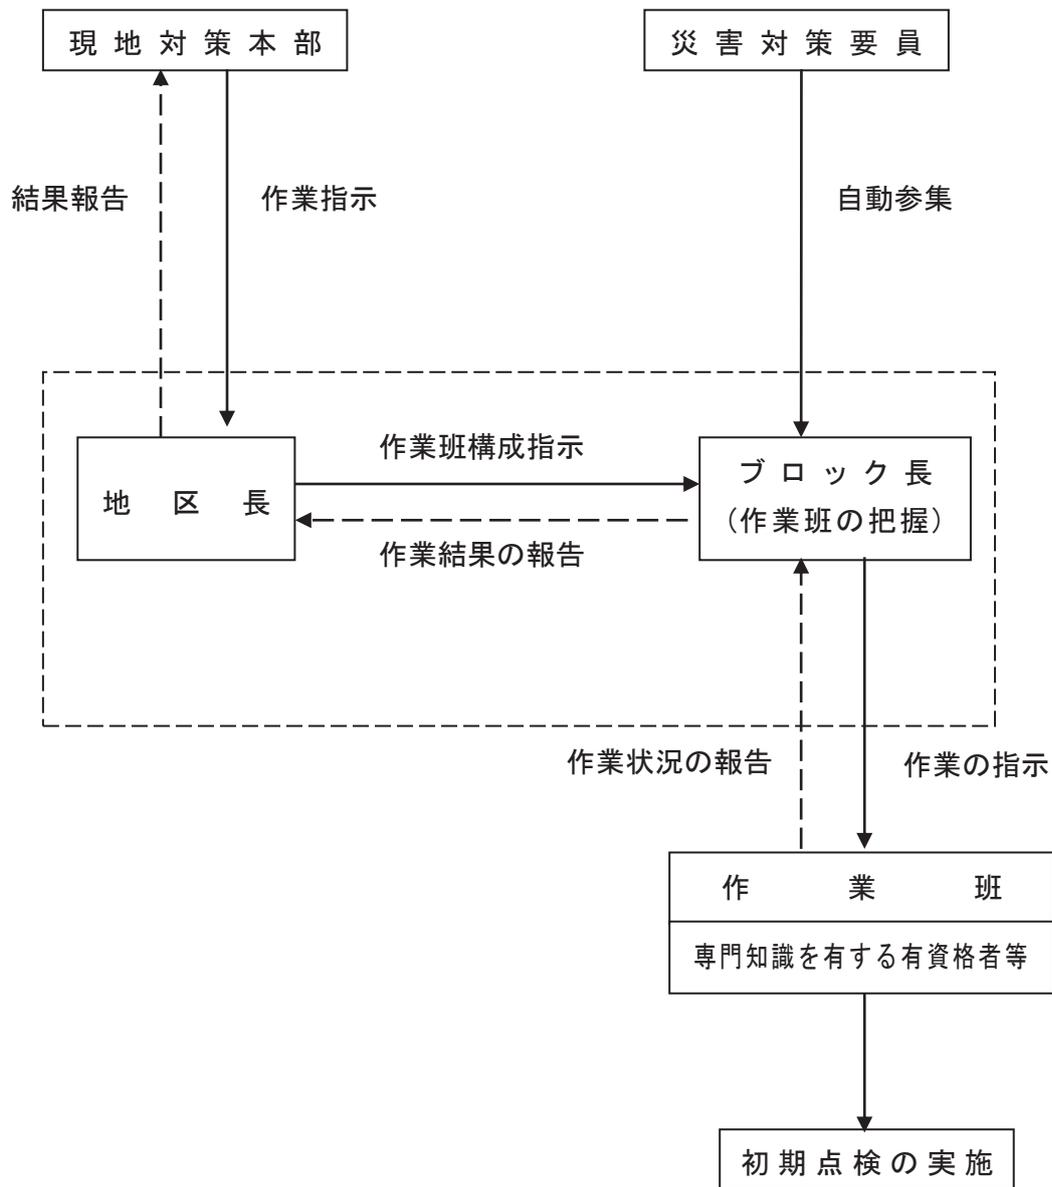 現地対策本部
災害対策要員
結果報告
作業指示
自動参集
作業班構成指示
地区長
ブロック長
(作業班の把握)
作業結果の報告
作業状況の報告
作業の指示
作業班
専門知識を有する有資格者等
初期点検の実施